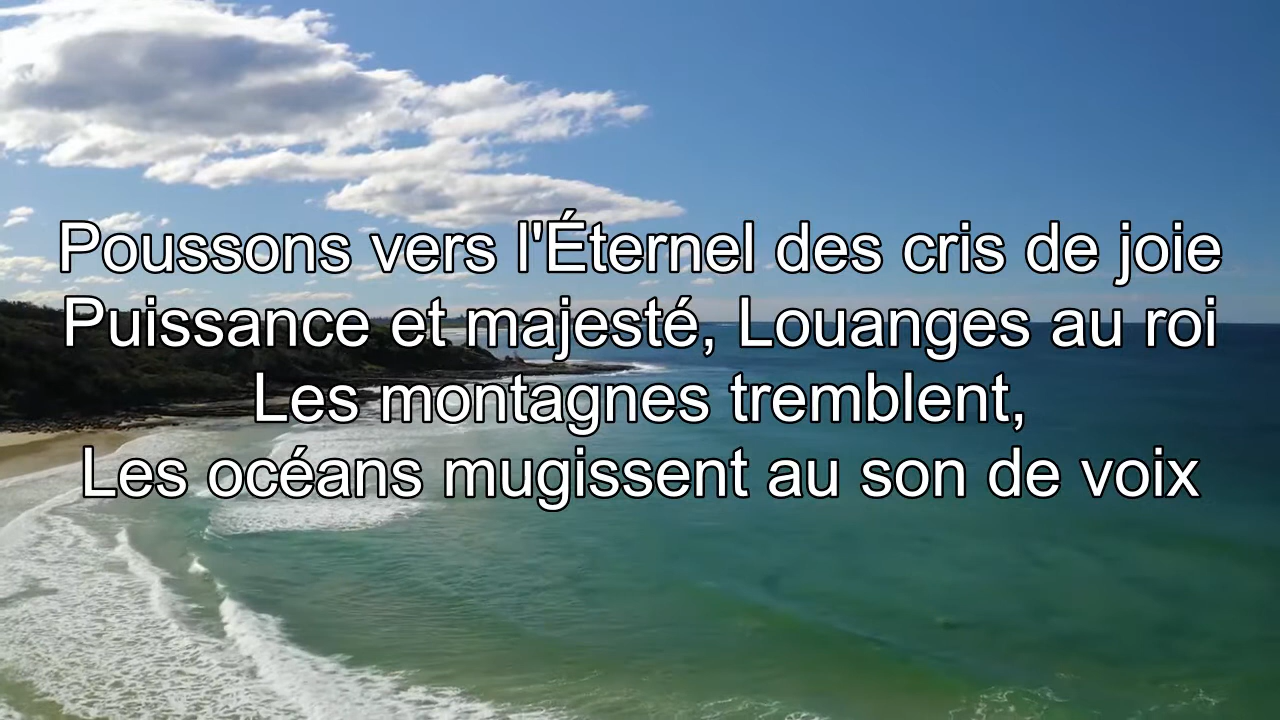 Poussons vers l'Éternel des cris de joie
Puissance et majesté, Louanges au roi
Les montagnes tremblent,
Les océans mugissent au son de voix